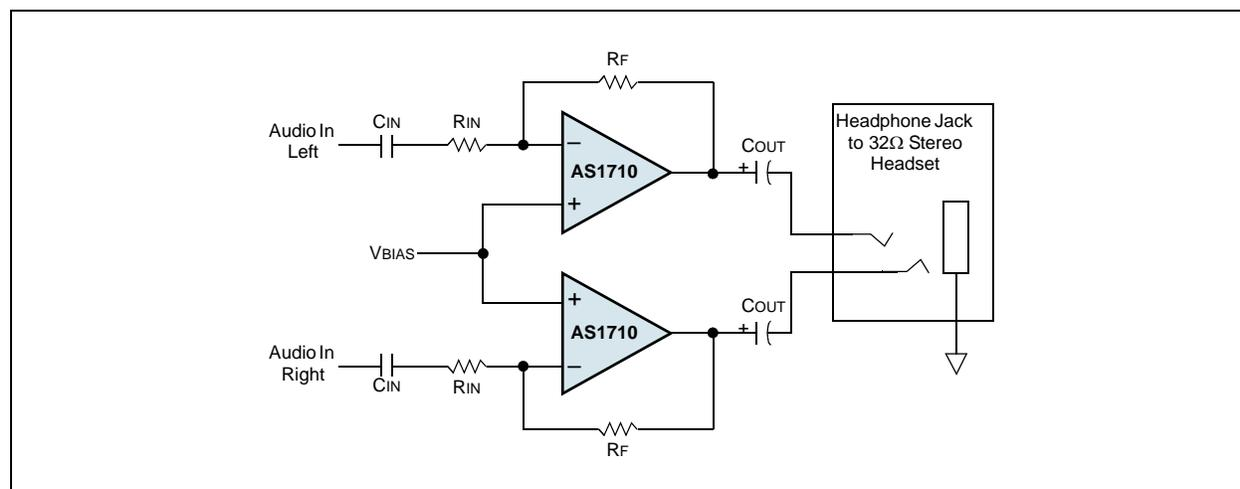 RF
CIN
RIN
Audio In
Left
−
AS1710
+
COUT
+
Headphone Jack
to 32Ω Stereo
Headset
VBIAS
+
AS1710
−
COUT
+
Audio In
Right
CIN
RIN
RF